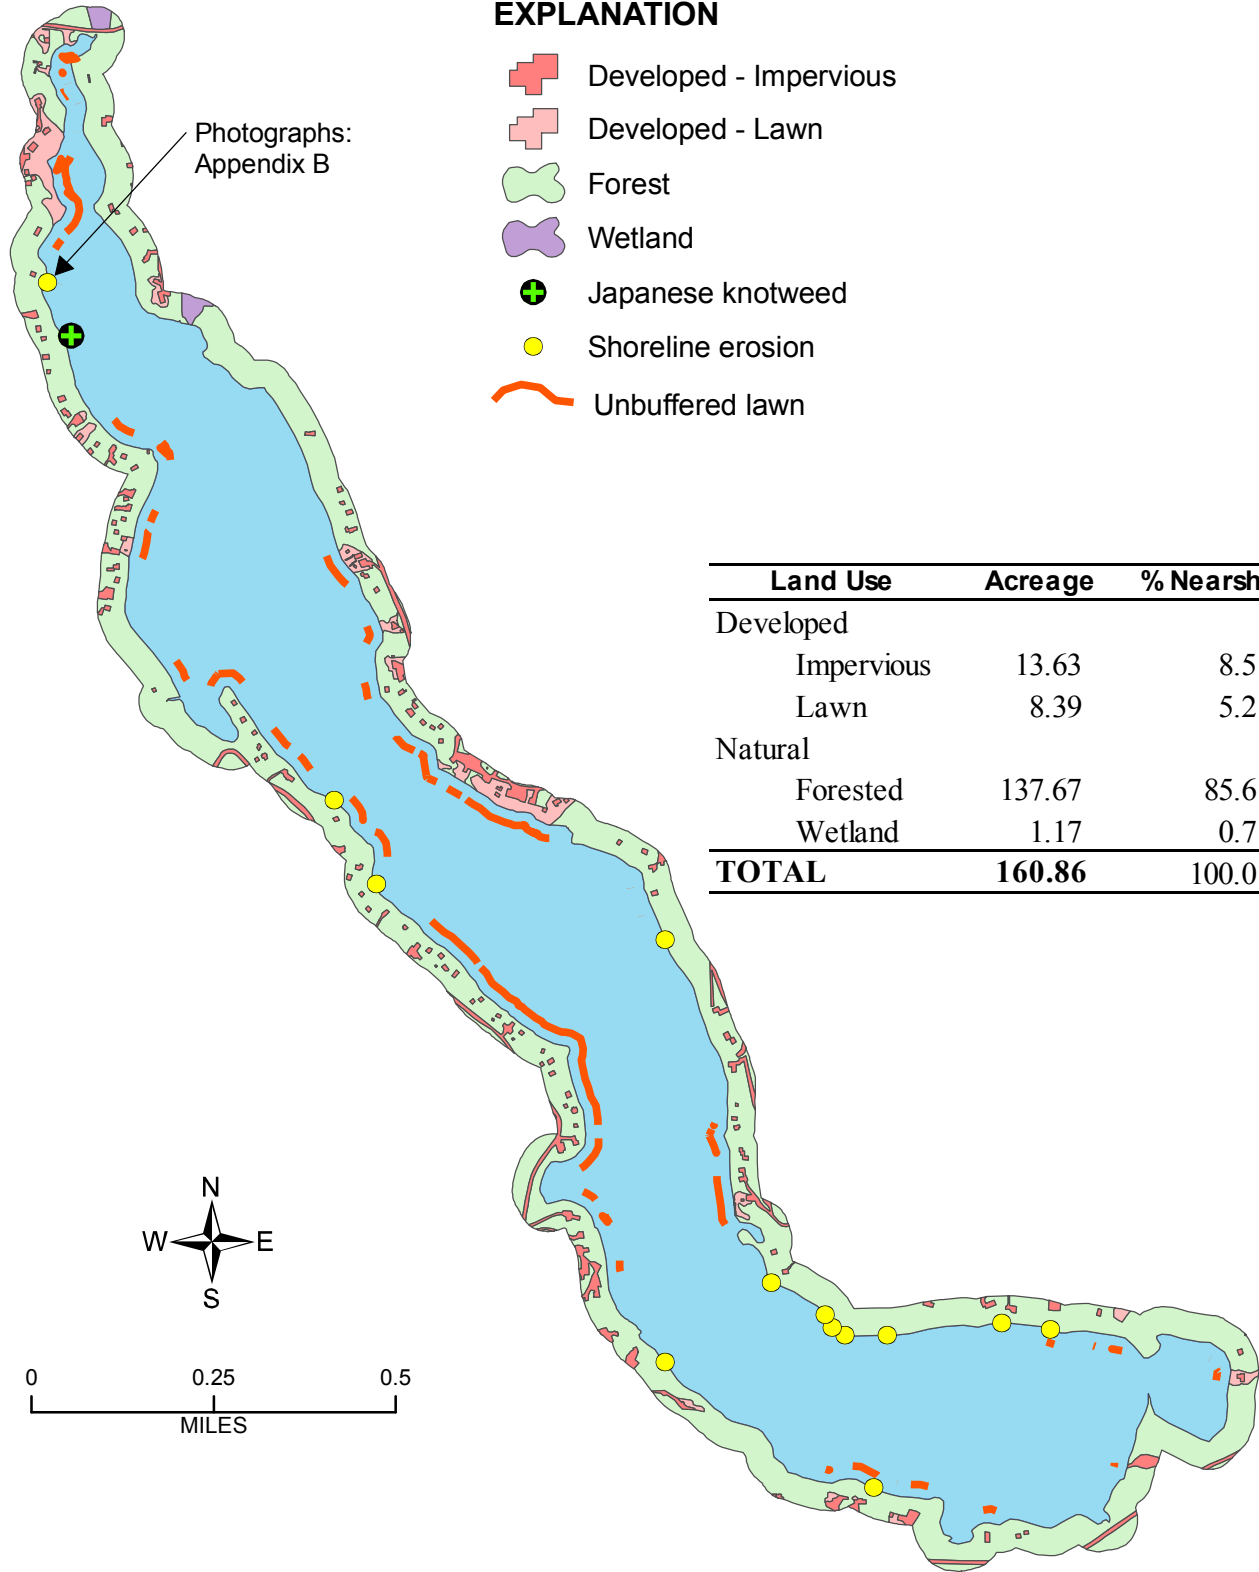 EXPLANATION
Developed - Impervious
Developed - Lawn
Forest
Wetland
Japanese knotweed
Shoreline erosion
Unbuffered lawn
Photographs:
Appendix B
Land Use Acreage % Nearsh
Developed
Impervious 13.63 8.5
Lawn 8.39 5.2
Natural
Forested 137.67 85.6
Wetland 1.17 0.7
TOTAL 160.86 100.0
N
W E
S
0 0.25 0.5
MILES